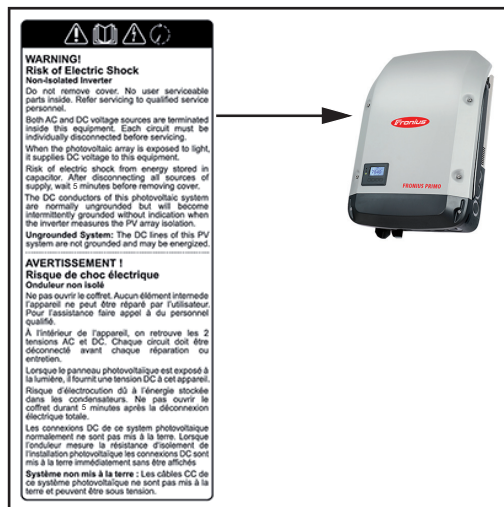 WARNING!
Risk of Electric Shock
Non-Isolated Inverter
Do not remove cover. No user serviceable
parts inside. Refer servicing to qualified service
personnel.
Both AC and DC voltage sources are terminated
inside this equipment. Each circuit must be
individually disconnected before servicing.
When the photovoltaic array is exposed to light,
it supplies DC voltage to this equipment.
Risk of electric shock from energy stored in
capacitor. After disconnecting all sources of
supply, wait 5 minutes before removing cover.
The DC conductors of this photovoltaic system
are normally ungrounded but will become
intermittently grounded without indication when
the inverter measures the PV array isolation.
Ungrounded System: The DC lines of this PV
system are not grounded and may be energized.
AVERTISSEMENT !
Risque de choc électrique
Onduleur non isolé
Ne pas ouvrir le coffret. Aucun élément internede
l'appareil ne peut être réparé par l'utilisateur.
Pour l'assistance faire appel à du personnel
qualifié.
À l'intérieur de l'appareil, on retrouve les 2
tensions AC et DC. Chaque circuit doit être
déconnecté avant chaque réparation ou
entretien.
Lorsque le panneau photovoltaïque est exposé à
la lumière, il fournit une tension DC à cet appareil.
Risque d'électrocution dû à l'énergie stockée
dans les condensateurs. Ne pas ouvrir le
coffret durant 5 minutes après la déconnexion
électrique totale.
Les connexions DC de ce system photovoltaique
normalement ne sont pas mis à la terre. Lorsque
l'onduleur mesure la résistance d'isolement de
l'installation photovoltaïque les connexions DC sont
mis à la terre immédiatement sans être affichés
Système non mis à la terre : Les câbles CC de
ce système photovoltaïque ne sont pas mis à la
terre et peuvent être sous tension.
Fronius
FRONIUS PRIMO